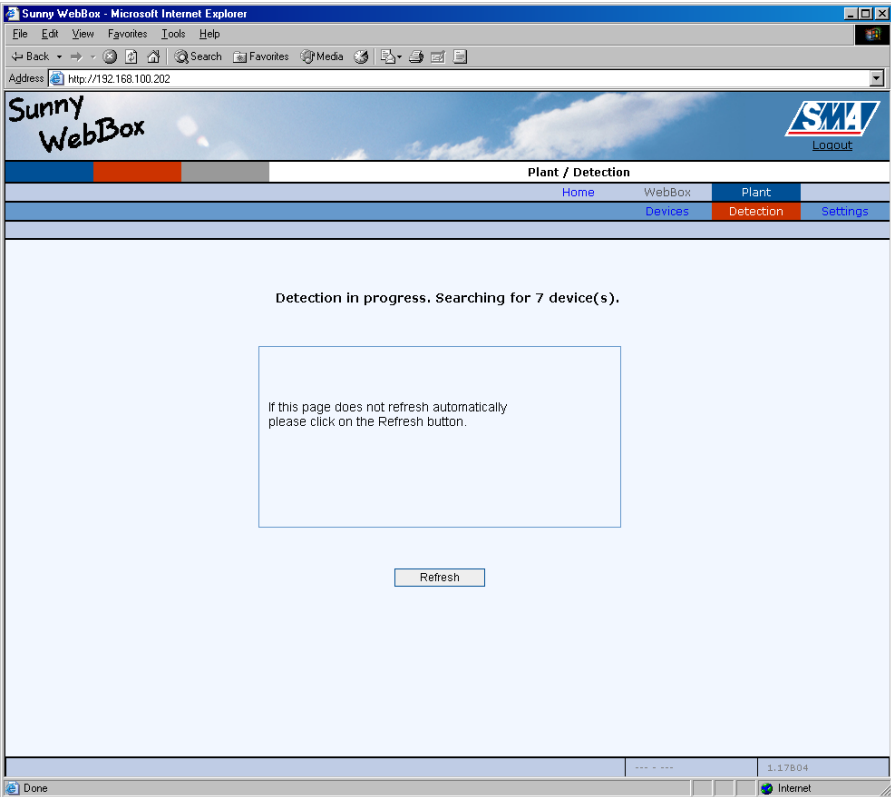 Sunny WebBox - Microsoft Internet Explorer
File Edit View Favorites Tools Help
Back Search Favorites Media
Address http://192.168.100.202
Sunny
WebBox
SMA
Logout
Plant / Detection
Home WebBox Plant
Devices Detection Settings
Detection in progress. Searching for 7 device(s).
If this page does not refresh automatically
please click on the Refresh button.
Refresh
--- - --- 1.17B04
Done Internet